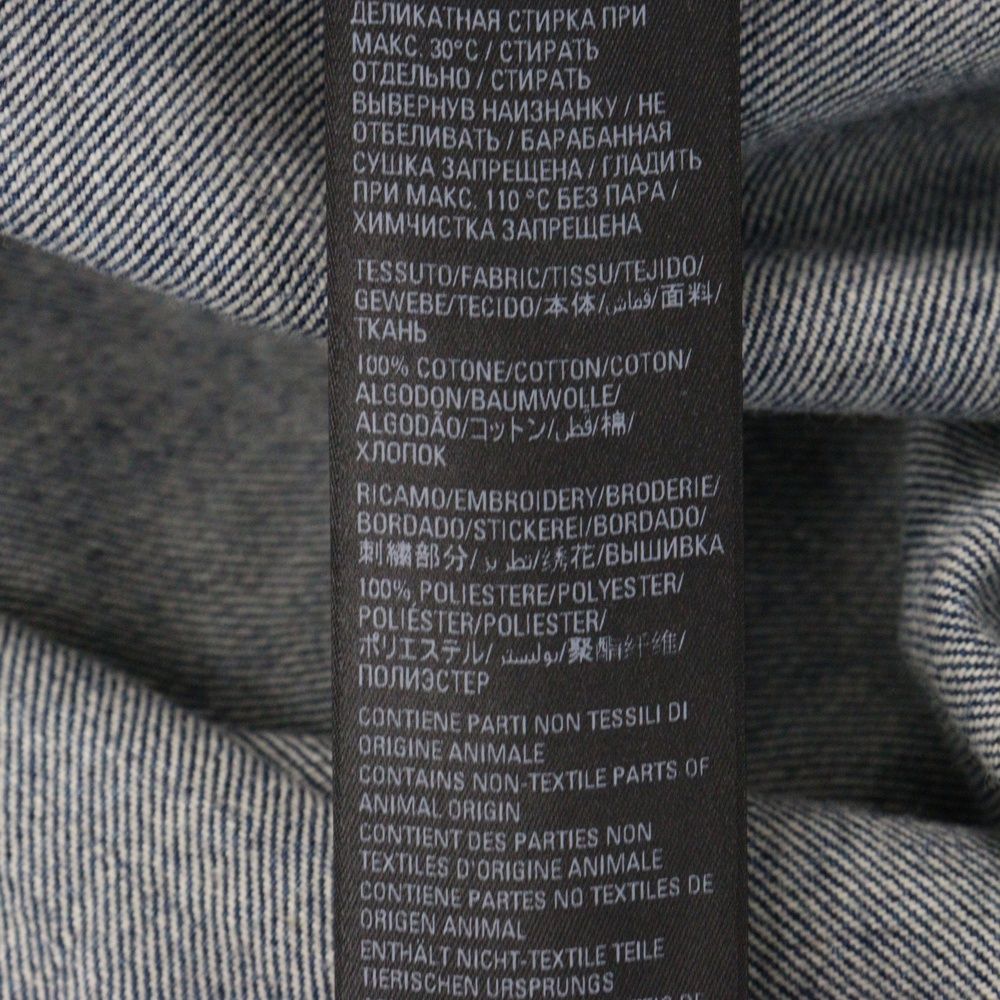 ДЕЛИКАТНАЯ СТИРКА ПРИ
МАКС. 30°C / СТИРАТЬ
ОТДЕЛЬНО / СТИРАТЬ
ВЫВЕРНУВ НАИЗНАНКУ / НЕ
ОТБЕЛИВАТЬ / БАРАБАННАЯ
СУШКА ЗАПРЕЩЕНА / ГЛАДИТЬ
ПРИ МАКС. 110 °C БЕЗ ПАРА /
ХИМЧИСТКА ЗАПРЕЩЕНА
TESSUTO/FABRIC/TISSU/TEJIDO/
GEWEBE/TECIDO/本体/قماش/面料/
ТКАНЬ
100% COTONE/COTTON/COTON/
ALGODON/BAUMWOLLE/
ALGODÃO/コットン/قطن/棉/
ХЛОПОК
RICAMO/EMBROIDERY/BRODERIE/
BORDADO/STICKEREI/BORDADO/
刺繍部分/تطريز/绣花/ВЫШИВКА
100% POLIESTERE/POLYESTER/
POLIÉSTER/POLIESTER/
ポリエステル/بوليستر/聚酯纤维/
ПОЛИЭСТЕР
CONTIENE PARTI NON TESSILI DI
ORIGINE ANIMALE
CONTAINS NON-TEXTILE PARTS OF
ANIMAL ORIGIN
CONTIENT DES PARTIES NON
TEXTILES D'ORIGINE ANIMALE
CONTIENE PARTES NO TEXTILES DE
ORIGEN ANIMAL
ENTHÄLT NICHT-TEXTILE TEILE
TIERISCHEN URSPRUNGS